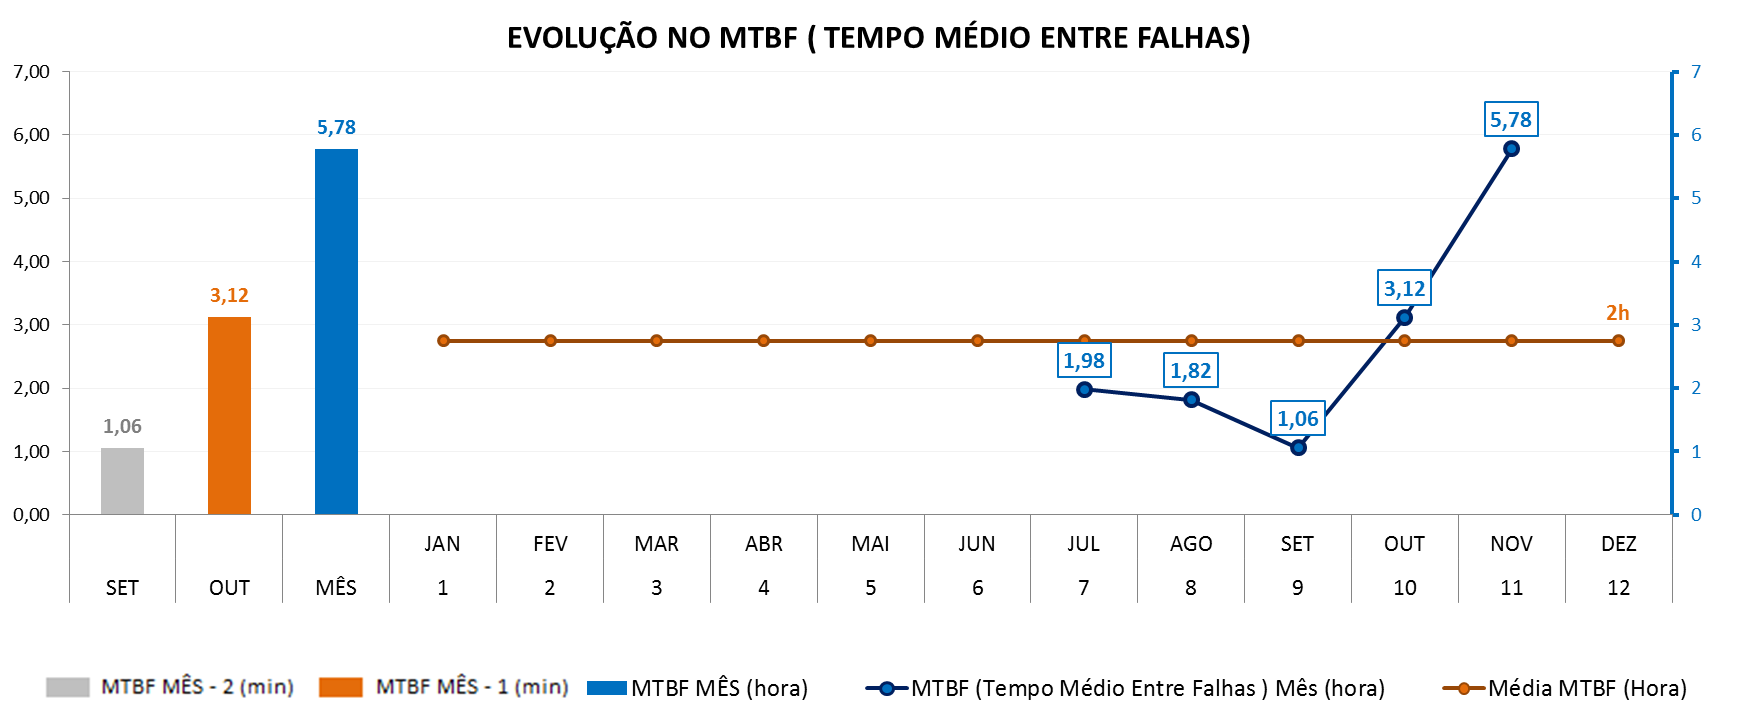 EVOLUÇÃO NO MTBF ( TEMPO MÉDIO ENTRE FALHAS)
7,00 7
6,00 5,78 5,78 6
5,00 5
4,00 4
3,12 3,12 2h
3,00 3
1,98 1,82
2,00 2
1,06 1,06
1,00 1
0,00 0
JAN FEV MAR ABR MAI JUN JUL AGO SET OUT NOV DEZ
SET OUT MÊS 1 2 3 4 5 6 7 8 9 10 11 12
MTBF MÊS - 2 (min) MTBF MÊS - 1 (min) MTBF MÊS (hora) MTBF (Tempo Médio Entre Falhas ) Mês (hora) Média MTBF (Hora)